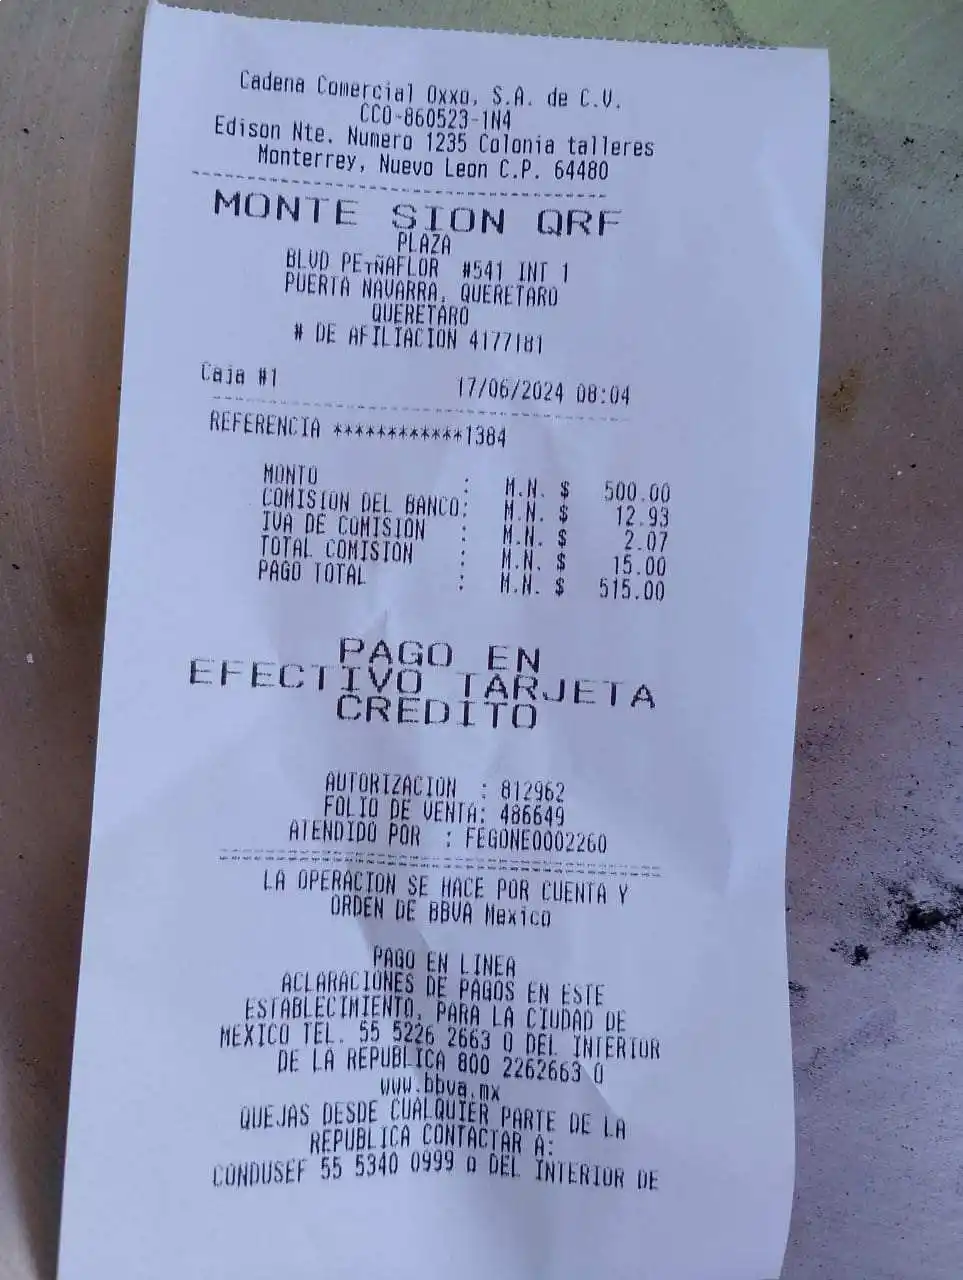 Cadena Comercial Oxxo, S.A. de C.V.
CCO-860523-1N4
Edison Nte. Numero 1235 Colonia talleres
Monterrey, Nuevo Leon C.P. 64480
MONTE SION QRF
PLAZA
BLVD PE¬ÑAFLOR #541 INT 1
PUERTA NAVARRA, QUERETARO
QUERETARO
# DE AFILIACION 4177181
Caja #1 17/06/2024 08:04
REFERENCIA ************1384
MONTO : M.N. $ 500.00
COMISION DEL BANCO: M.N. $ 12.93
IVA DE COMISION : M.N. $ 2.07
TOTAL COMISION : M.N. $ 15.00
PAGO TOTAL : M.N. $ 515.00
PAGO EN
EFECTIVO TARJETA
CREDITO
AUTORIZACION : 812962
FOLIO DE VENTA: 486649
ATENDIDO POR : FEGONE0002260
LA OPERACION SE HACE POR CUENTA Y
ORDEN DE BBVA Mexico
PAGO EN LINEA
ACLARACIONES DE PAGOS EN ESTE
ESTABLECIMIENTO, PARA LA CIUDAD DE
MEXICO TEL. 55 5226 2663 O DEL INTERIOR
DE LA REPUBLICA 800 2262663 O
www.bbva.mx
QUEJAS DESDE CUALQUIER PARTE DE LA
REPUBLICA CONTACTAR A:
CONDUSEF 55 5340 0999 o DEL INTERIOR DE